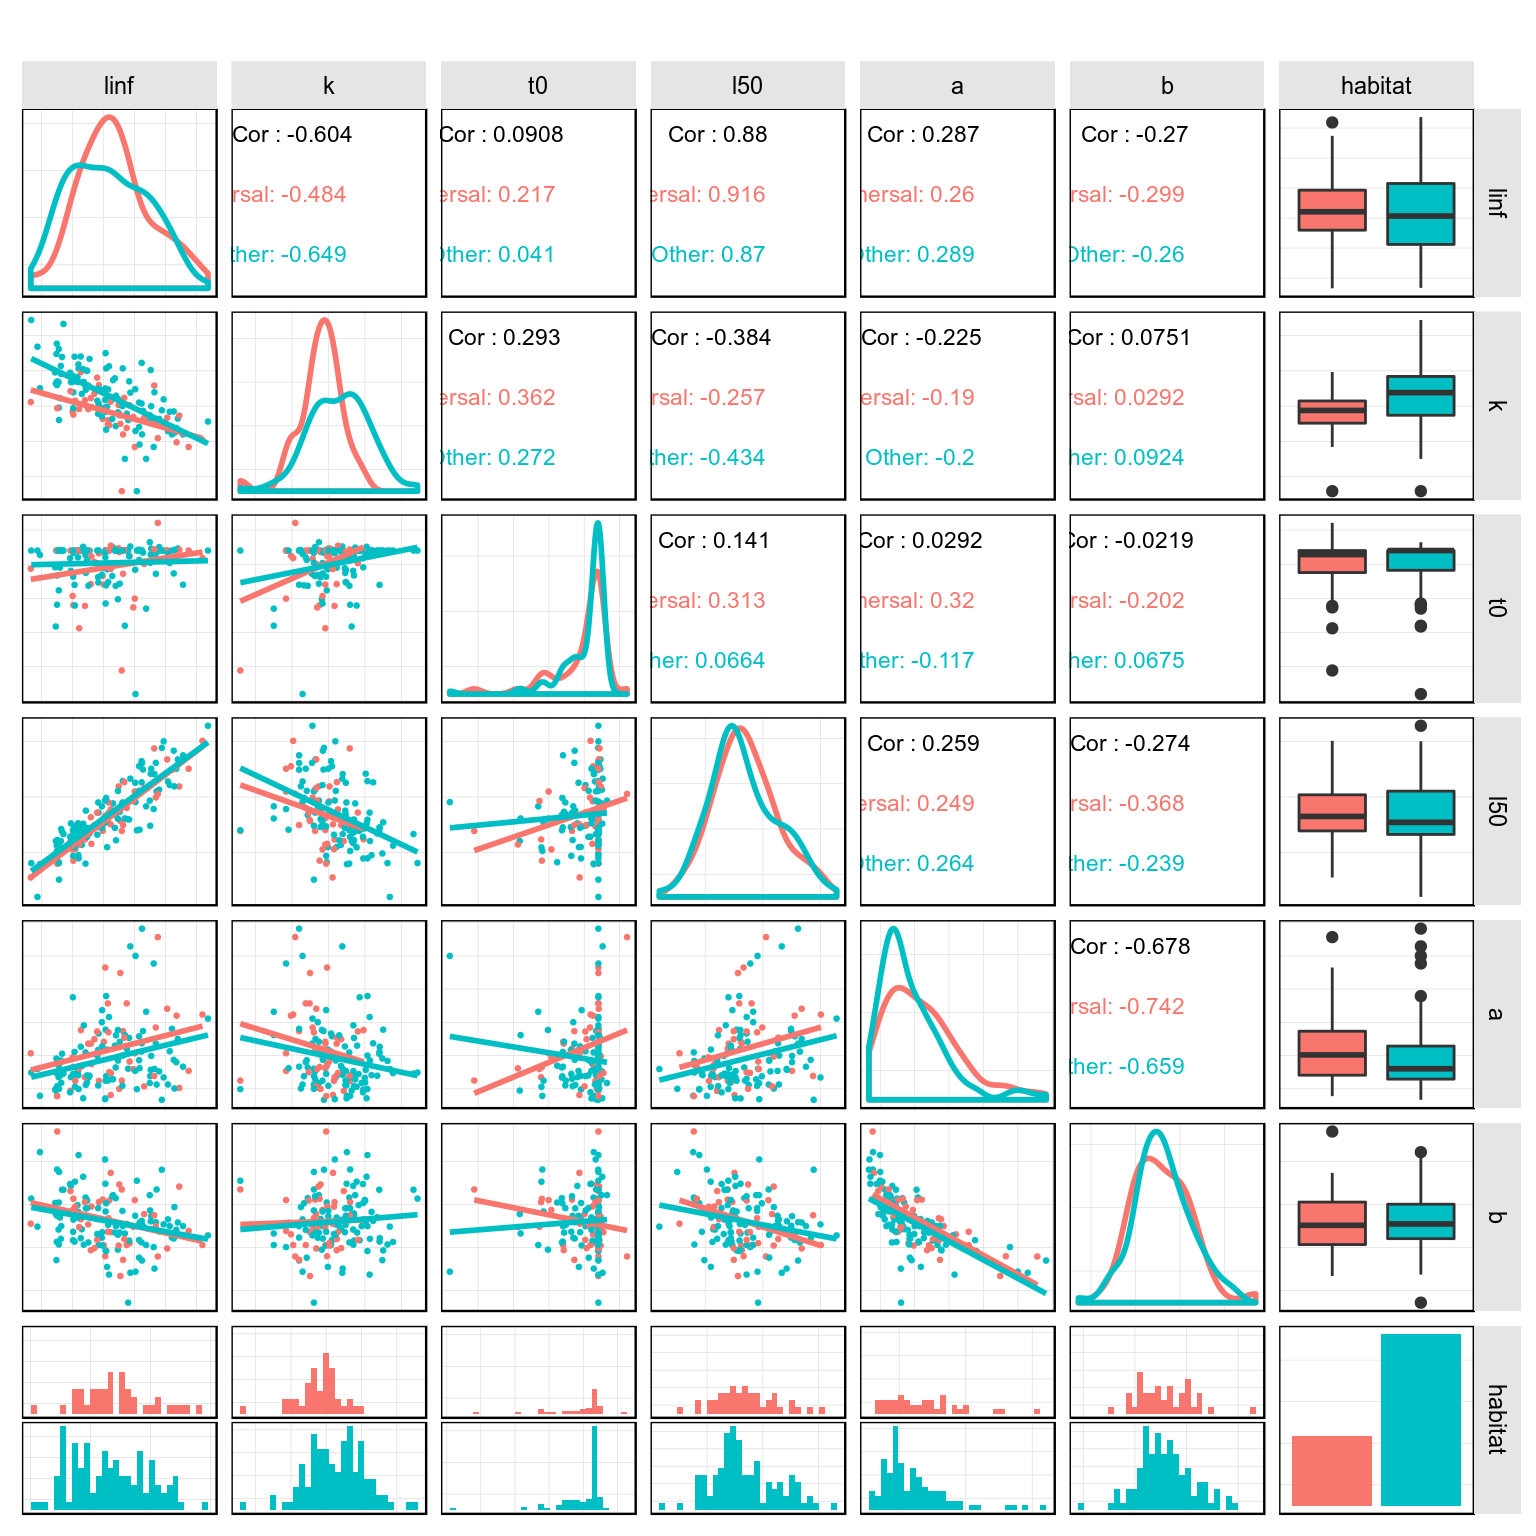 linf k t0 l50 a b habitat
Cor : -0.604 Cor : 0.0908 Cor : 0.88 Cor : 0.287 Cor : -0.27 linf
rsal: -0.484 ersal: 0.217 ersal: 0.916 ersal: 0.26 rsal: -0.299
ther: -0.649 Other: 0.041 Other: 0.87 Other: 0.289 Other: -0.26
Cor : 0.293 Cor : -0.384 Cor : -0.225 Cor : 0.0751 k
ersal: 0.362 rsal: -0.257 ersal: -0.19 rsal: 0.0292
Other: 0.272 ther: -0.434 Other: -0.2 her: 0.0924
Cor : 0.141 Cor : 0.0292 Cor : -0.0219 t0
ersal: 0.313 ersal: 0.32 rsal: -0.202
her: 0.0664 ther: -0.117 her: 0.0675
Cor : 0.259 Cor : -0.274 l50
ersal: 0.249 rsal: -0.368
Other: 0.264 ther: -0.239
Cor : -0.678 a
rsal: -0.742
ther: -0.659
b
habitat